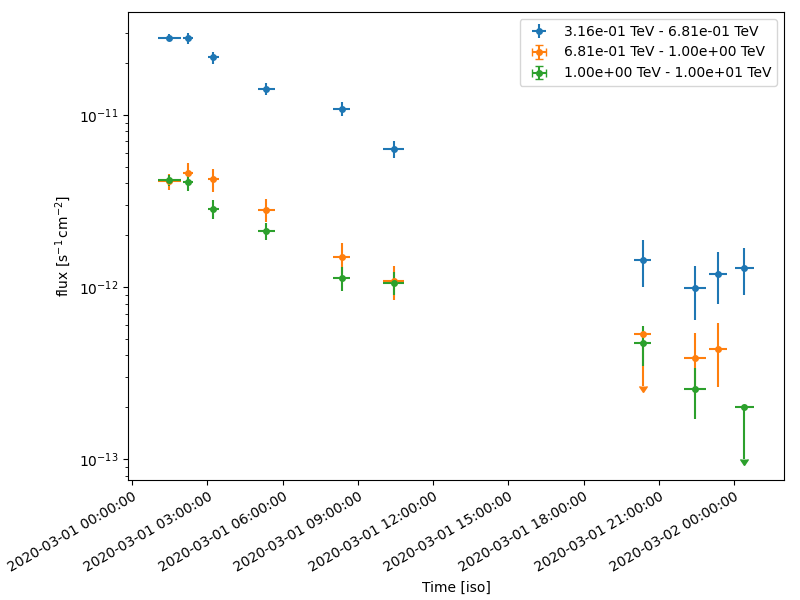 3.16e-01 TeV - 6.81e-01 TeV
6.81e-01 TeV - 1.00e+00 TeV
1.00e+00 TeV - 1.00e+01 TeV
flux [s⁻¹ cm⁻²]
10⁻¹¹
10⁻¹²
10⁻¹³
2020-03-01 00:00:00
2020-03-01 03:00:00
2020-03-01 06:00:00
2020-03-01 09:00:00
2020-03-01 12:00:00
2020-03-01 15:00:00
2020-03-01 18:00:00
2020-03-01 21:00:00
2020-03-02 00:00:00
Time [iso]